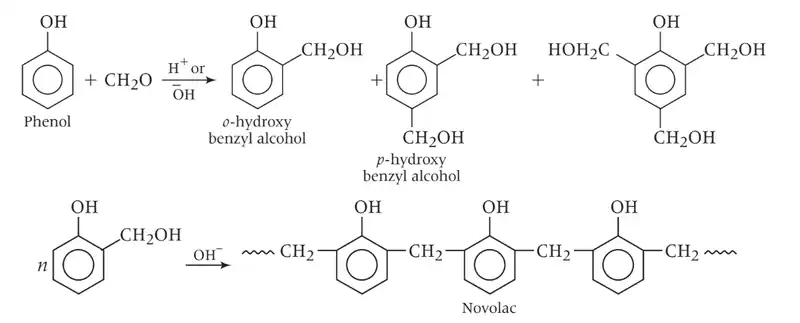 OH OH OH OH
CH₂OH CH₂OH HOH₂C CH₂OH
+ CH₂O H⁺ or + +
⁻OH
Phenol o-hydroxy CH₂OH CH₂OH
benzyl alcohol p-hydroxy
benzyl alcohol
OH OH OH OH
CH₂OH
n OH⁻ CH₂ CH₂ CH₂ CH₂
Novolac